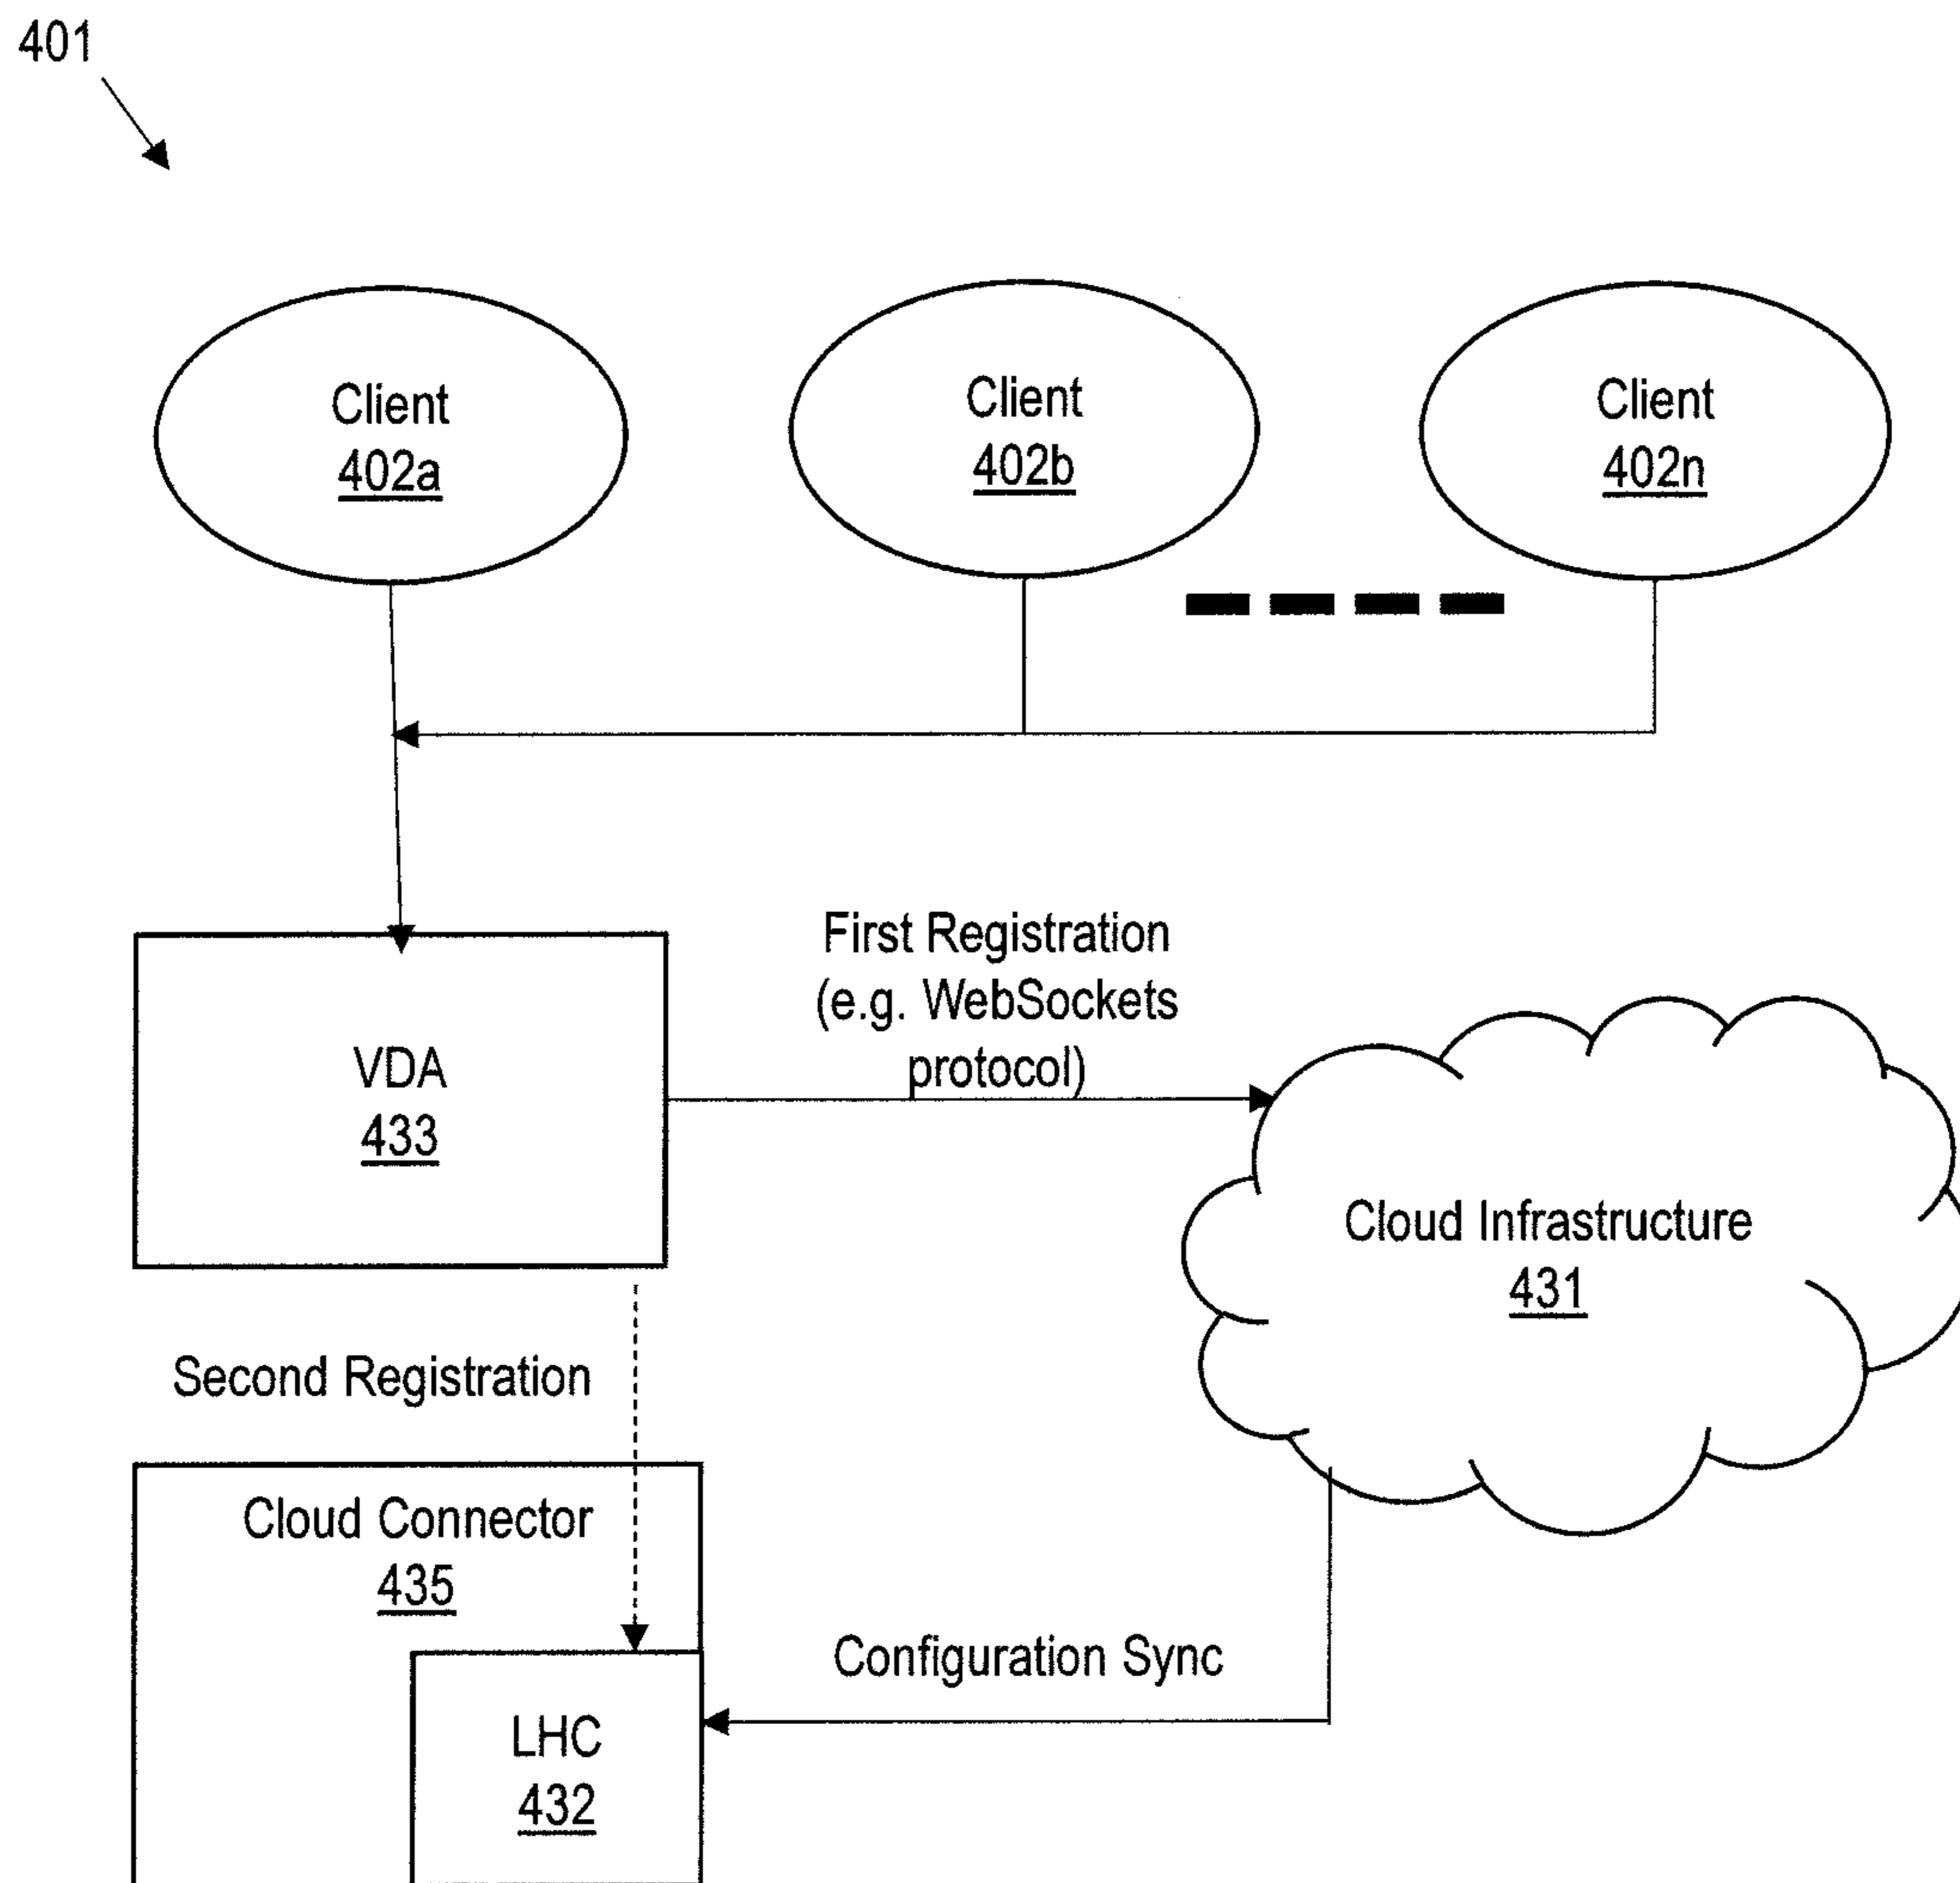 401
Client
402a
Client
402b
Client
402n
First Registration
(e.g. WebSockets
protocol)
VDA
433
Cloud Infrastructure
431
Second Registration
Cloud Connector
435
Configuration Sync
LHC
432